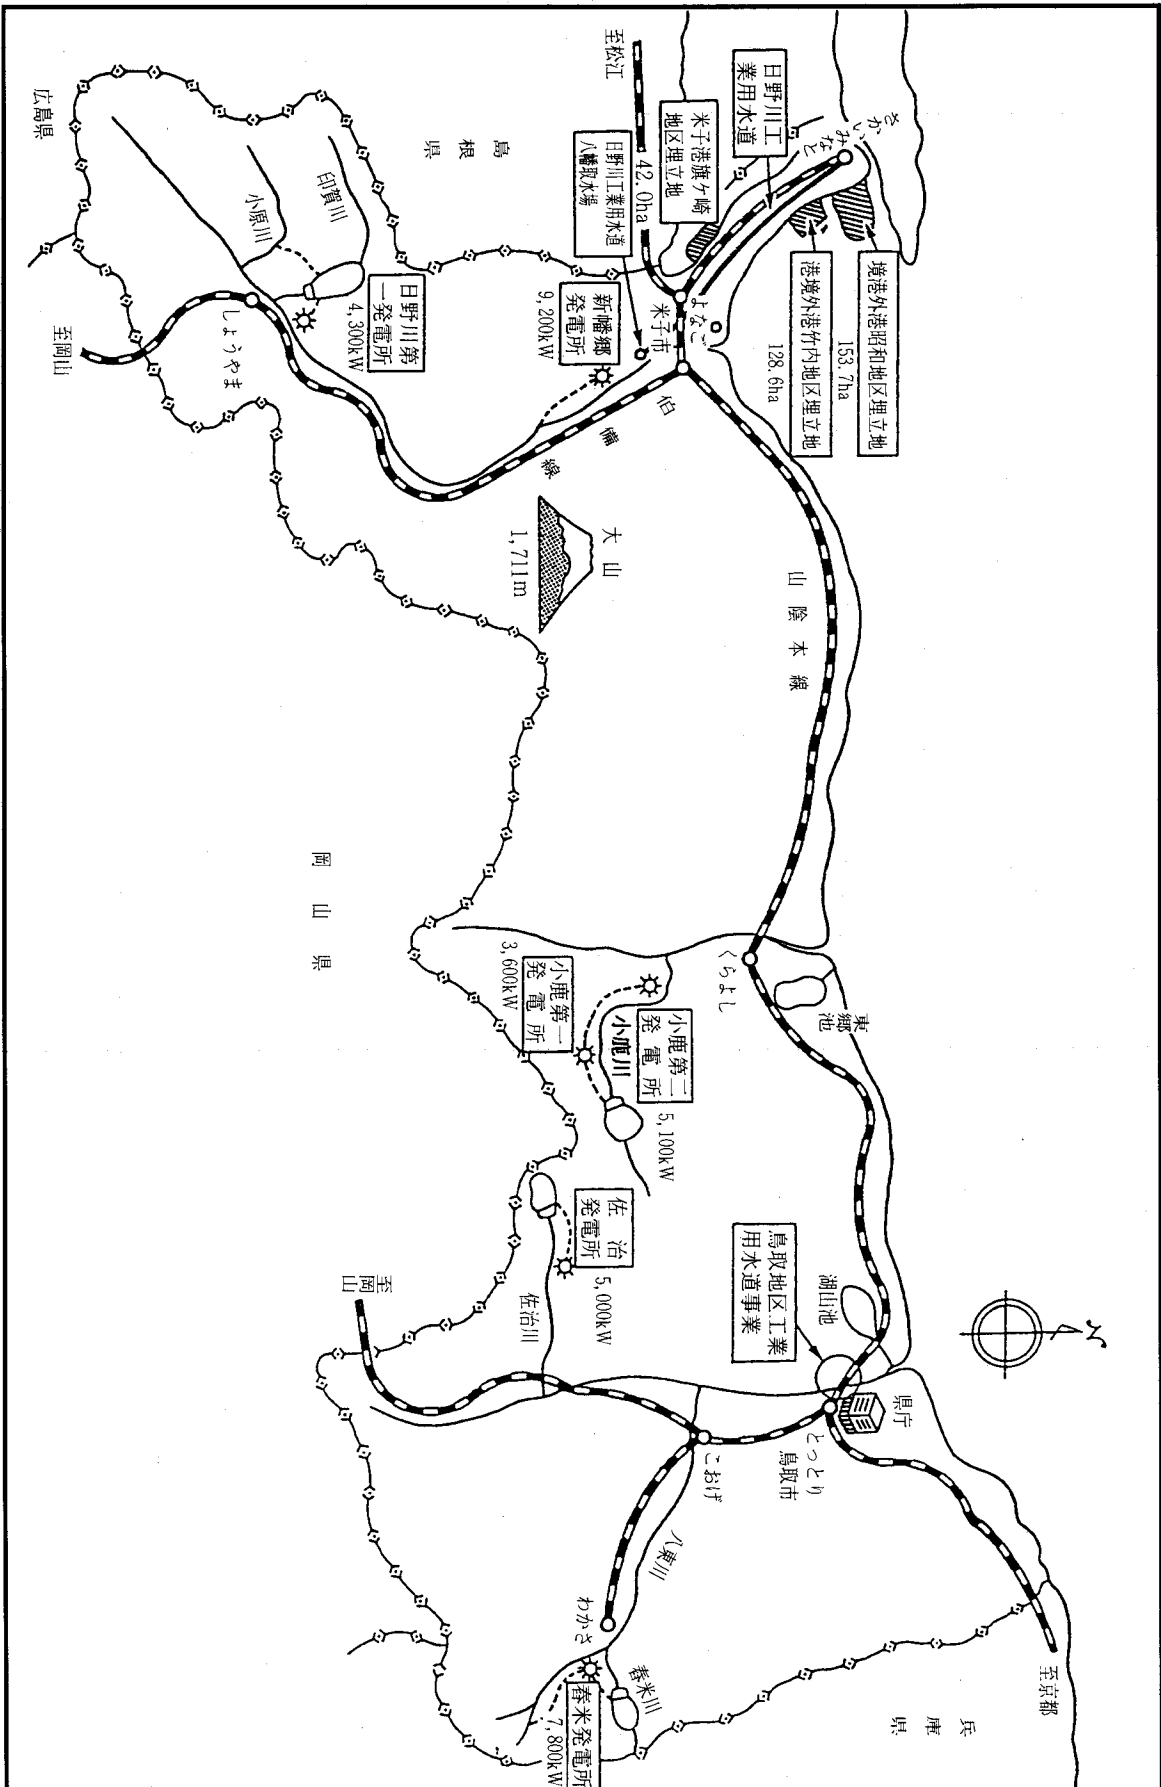 至松江
42.0ha
日野川工
業用水道
米子港旗ケ崎
地区埋立地
日野川工業用水道
八幡取水場
さかいみなと
境港外港昭和地区埋立地
153.7ha
港境外港竹内地区埋立地
128.6ha
よなご
米子市
新幡郷
発電所
9,200kW
日野川第
一発電所
4,300kW
島根県
印賀川
小原川
広島県
しょうやま
至岡山
伯備線
大山
1,711m
山陰本線
岡山県
くらよし
東郷池
小鹿第一
発電所
3,600kW
小鹿川
小鹿第二
発電所
5,100kW
佐治
発電所
5,000kW
佐治川
至岡山
鳥取地区工業
用水道事業
湖山池
県庁
とっとり
鳥取市
こおげ
八東川
わかさ
春米川
春米発電所
7,800kW
至京都
兵庫県
N